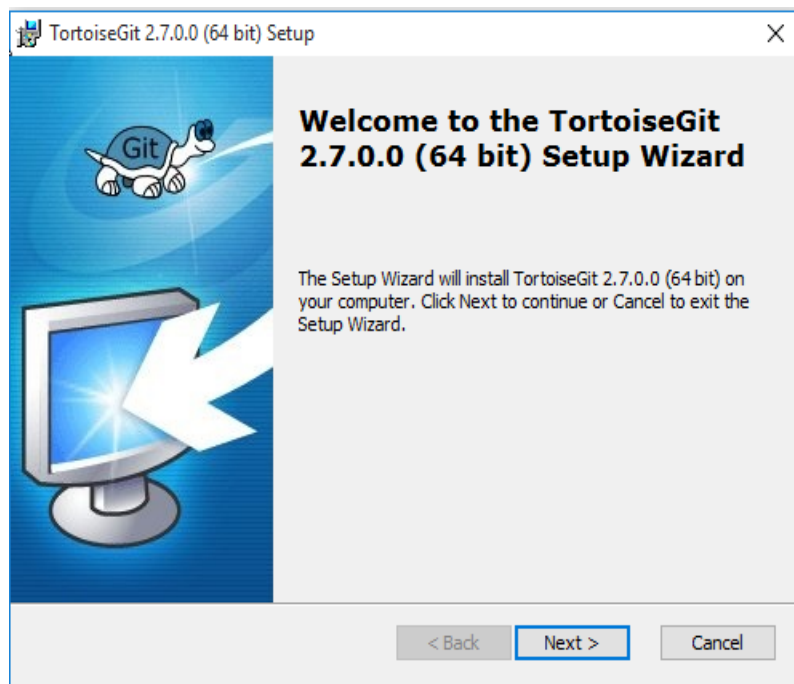 TortoiseGit 2.7.0.0 (64 bit) Setup
Git
Welcome to the TortoiseGit
2.7.0.0 (64 bit) Setup Wizard
The Setup Wizard will install TortoiseGit 2.7.0.0 (64 bit) on
your computer. Click Next to continue or Cancel to exit the
Setup Wizard.
< Back
Next >
Cancel